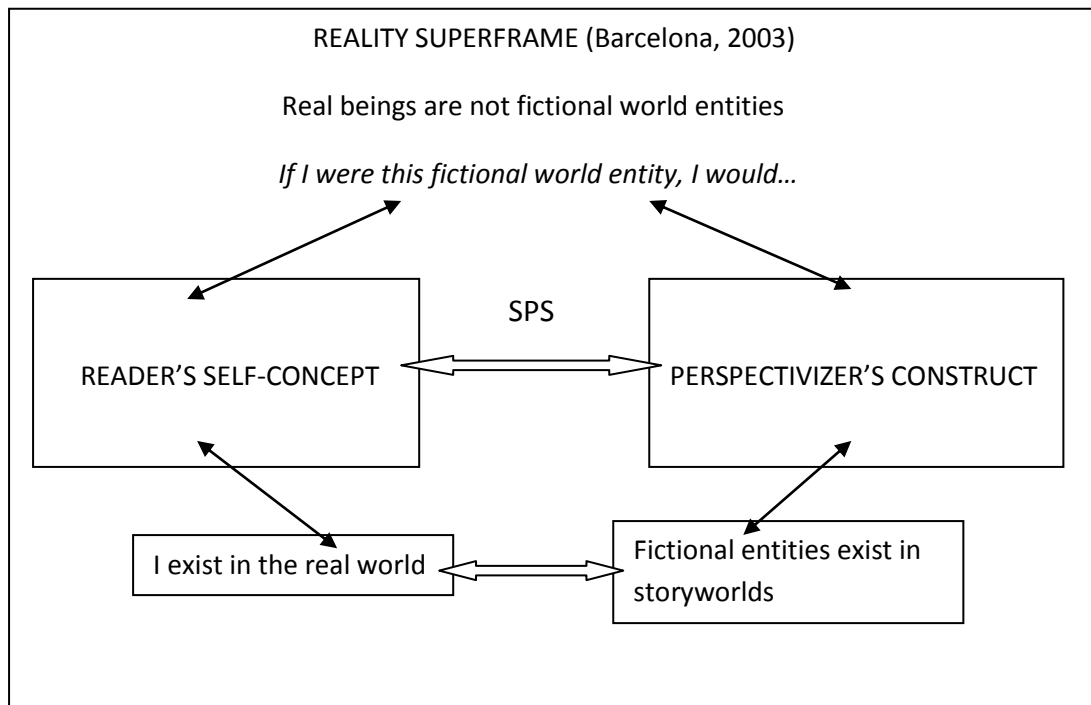 REALITY SUPERFRAME (Barcelona, 2003)
Real beings are not fictional world entities
If I were this fictional world entity, I would…
SPS
READER’S SELF-CONCEPT
PERSPECTIVIZER’S CONSTRUCT
I exist in the real world
Fictional entities exist in
storyworlds